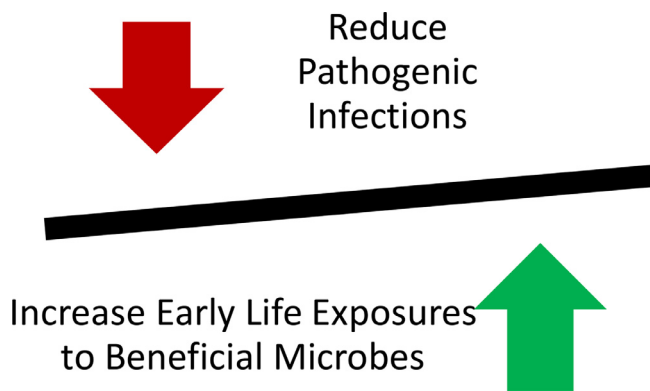 Reduce
Pathogenic
Infections
Increase Early Life Exposures
to Beneficial Microbes